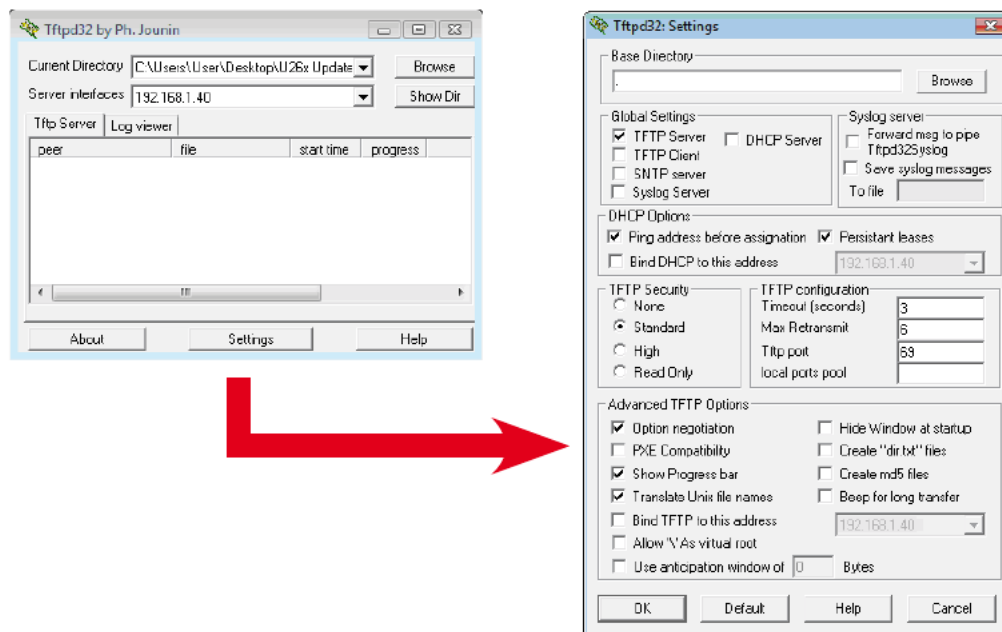 Tftpd32 by Ph. Jounin
Current Directory C:\Users\User\Desktop\U26x Update Browse
Server interfaces 192.168.1.40 Show Dir
Tftp Server Log viewer
peer file start time progress
About Settings Help
Tftpd32: Settings
Base Directory
. Browse
Global Settings
TFTP Server DHCP Server
TFTP Client
SNTP server
Syslog Server
Syslog server
Forward msg to pipe
Tftpd32Syslog
Save syslog messages
To file
DHCP Options
Ping address before assignation Persistant leases
Bind DHCP to this address 192.168.1.40
TFTP Security
None
Standard
High
Read Only
TFTP configuration
Timeout (seconds) 3
Max Retransmit 6
Tftp port 69
local ports pool
Advanced TFTP Options
Option negotiation Hide Window at startup
PXE Compatibility Create "dir.txt" files
Show Progress bar Create md5 files
Translate Unix file names Beep for long transfer
Bind TFTP to this address 192.168.1.40
Allow '\' As virtual root
Use anticipation window of 0 Bytes
OK Default Help Cancel